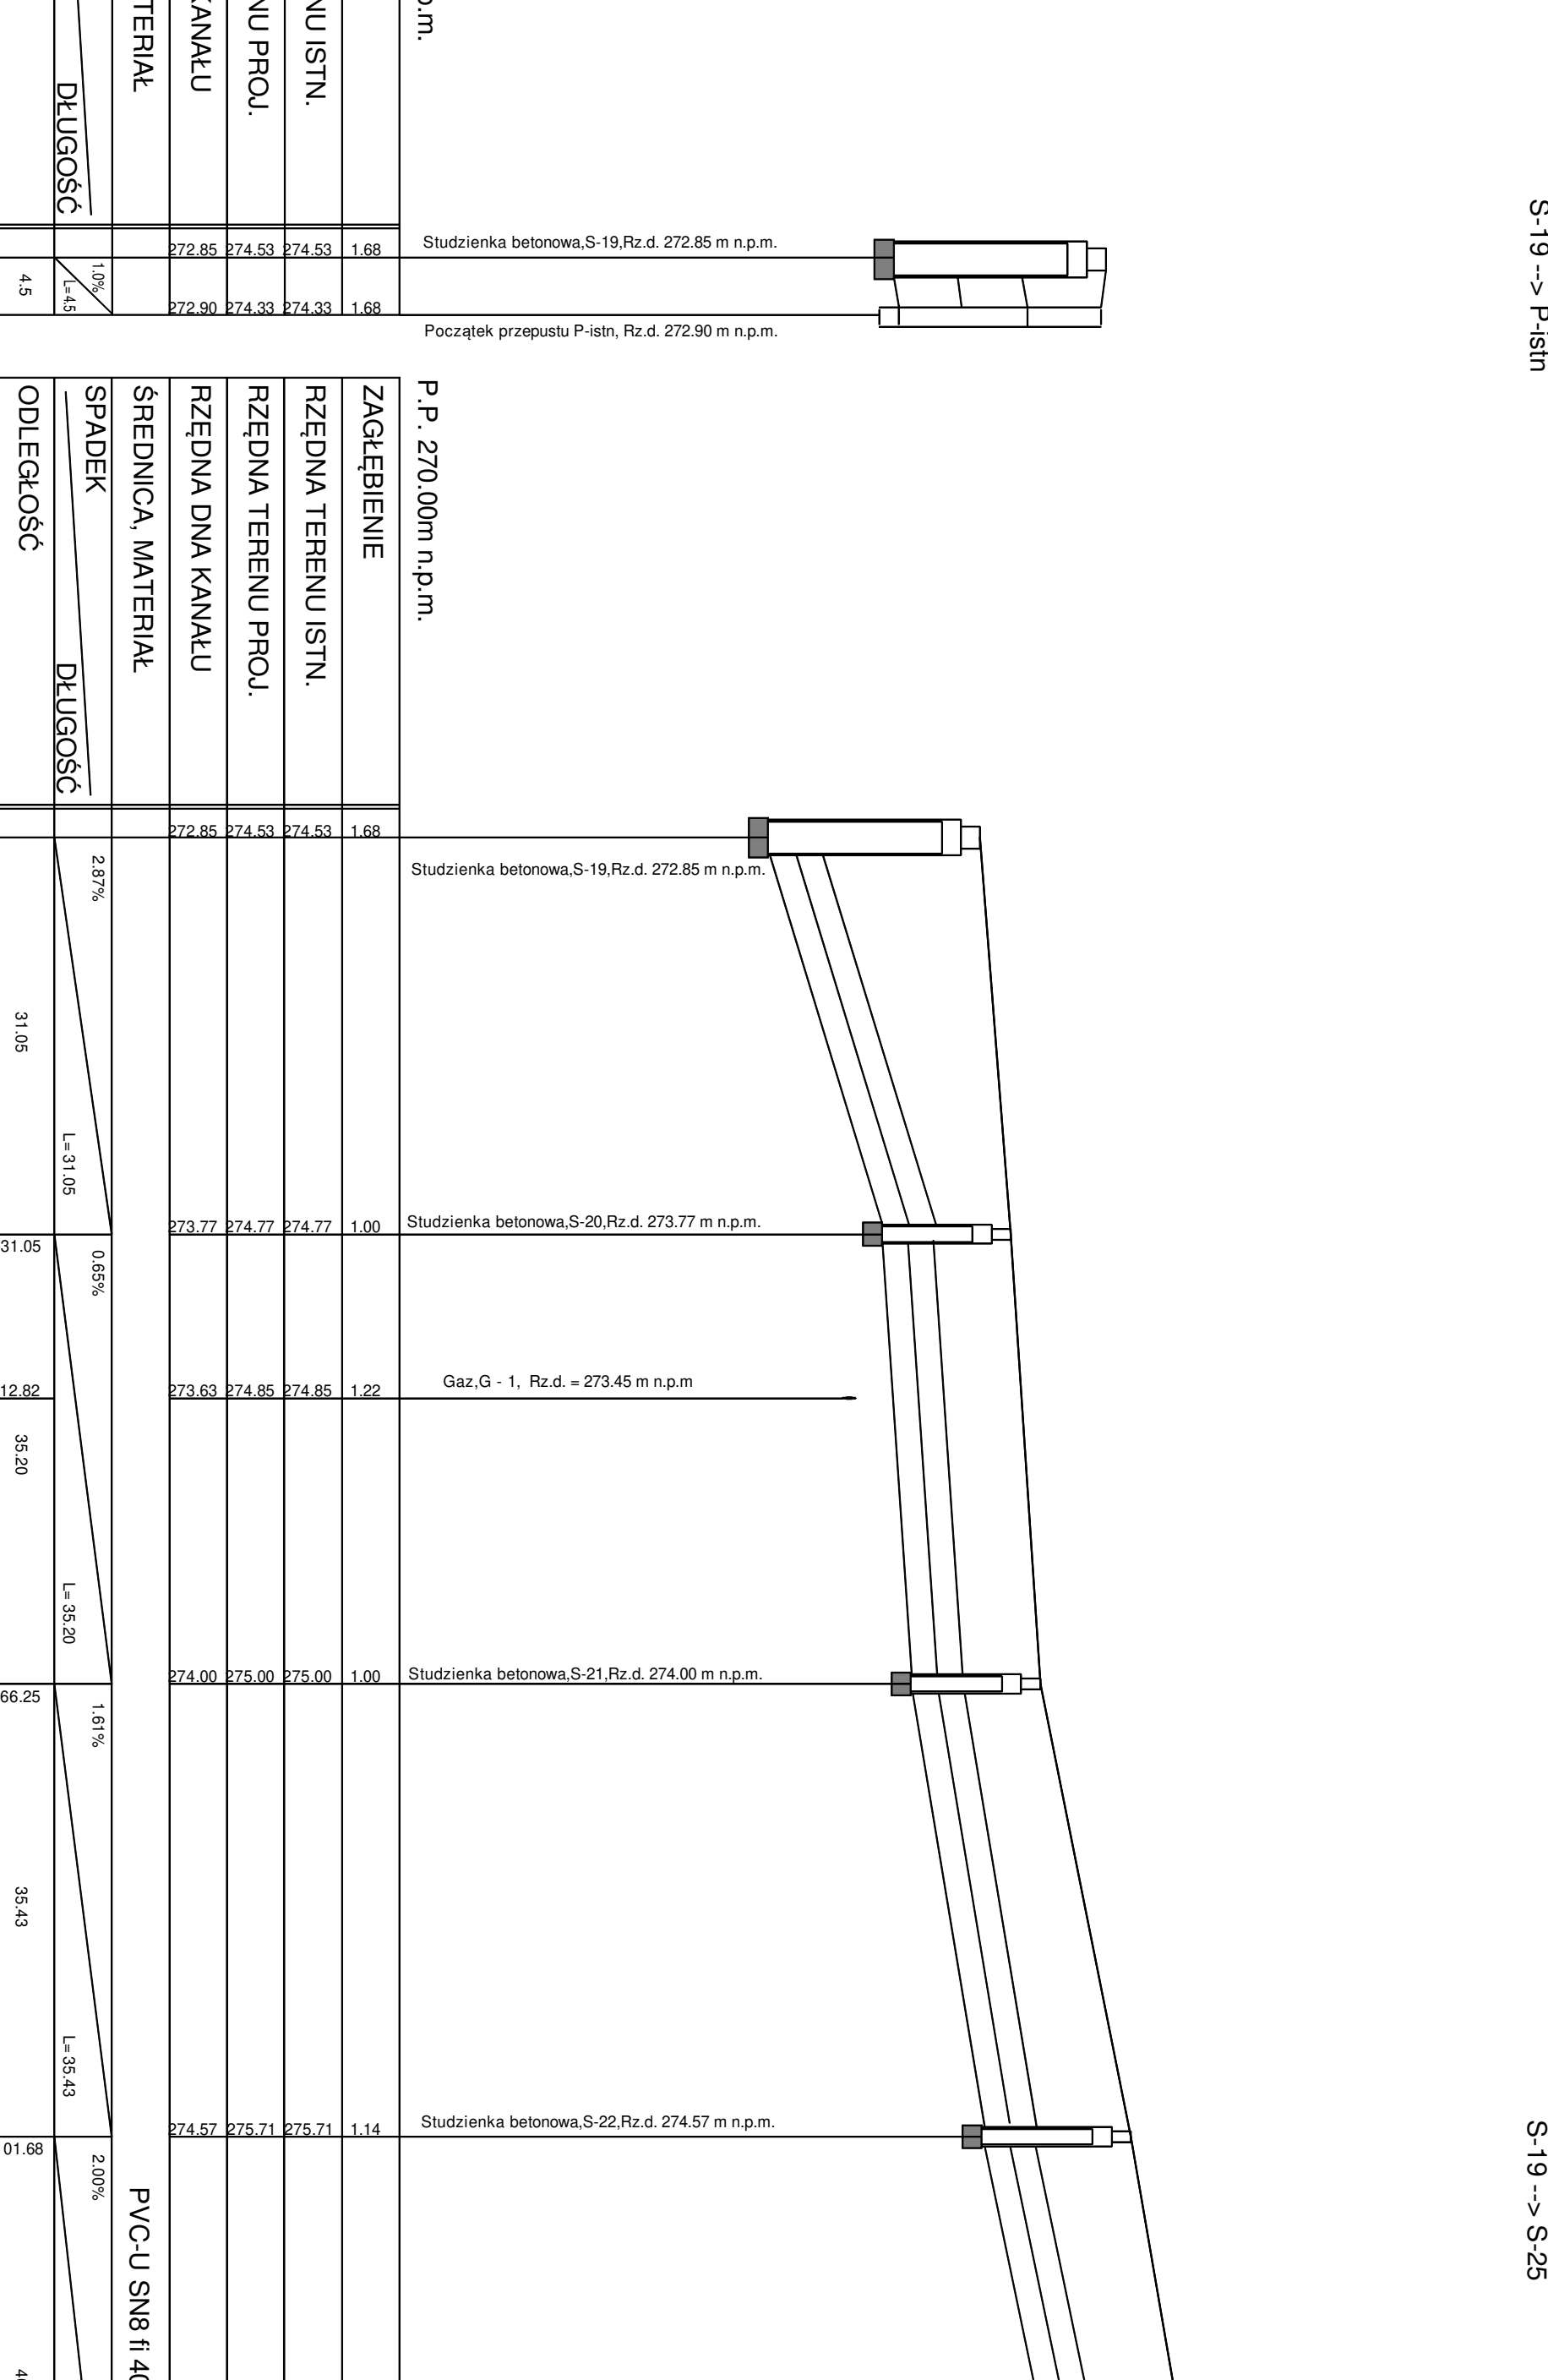 S-19 --> P-istn
p.m.
NU ISTN.
NU PROJ.
KANAŁU
TERIAŁ
DŁUGOŚĆ
272.85 274.53 274.53 1.68
Studzienka betonowa,S-19,Rz.d. 272.85 m n.p.m.
1.0%
L= 4.5
4.5
272.90 274.33 274.33 1.68
Początek przepustu P-istn, Rz.d. 272.90 m n.p.m.
S-19 --> S-25
P.P. 270.00m n.p.m.
ZAGŁĘBIENIE
RZĘDNA TERENU ISTN.
RZĘDNA TERENU PROJ.
RZĘDNA DNA KANAŁU
ŚREDNICA, MATERIAŁ
SPADEK
DŁUGOŚĆ
ODLEGŁOŚĆ
272.85 274.53 274.53 1.68
Studzienka betonowa,S-19,Rz.d. 272.85 m n.p.m.
2.87%
31.05
L= 31.05
273.77 274.77 274.77 1.00
Studzienka betonowa,S-20,Rz.d. 273.77 m n.p.m.
31.05
0.65%
12.82
273.63 274.85 274.85 1.22
Gaz,G - 1, Rz.d. = 273.45 m n.p.m
35.20
L= 35.20
274.00 275.00 275.00 1.00
Studzienka betonowa,S-21,Rz.d. 274.00 m n.p.m.
66.25
1.61%
35.43
L= 35.43
274.57 275.71 275.71 1.14
Studzienka betonowa,S-22,Rz.d. 274.57 m n.p.m.
01.68
2.00%
PVC-U SN8 fi 40